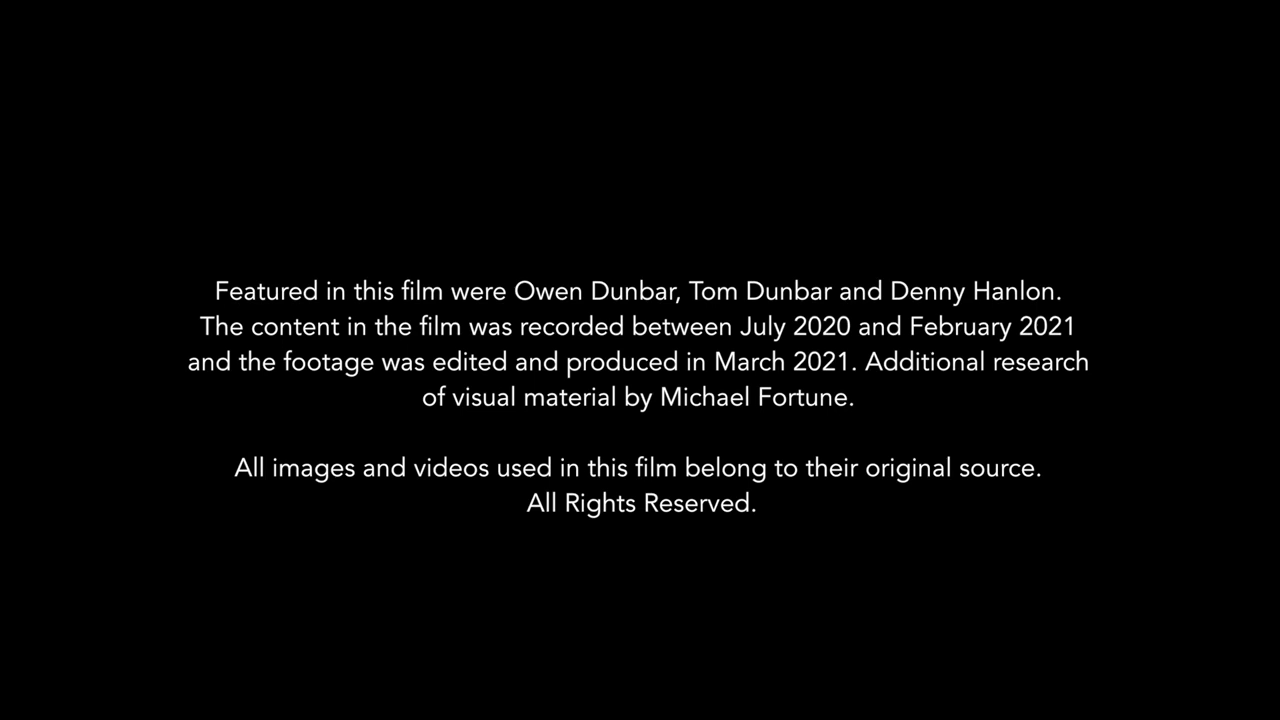 Featured in this film were Owen Dunbar, Tom Dunbar and Denny Hanlon.
The content in the film was recorded between July 2020 and February 2021
and the footage was edited and produced in March 2021. Additional research
of visual material by Michael Fortune.
All images and videos used in this film belong to their original source.
All Rights Reserved.